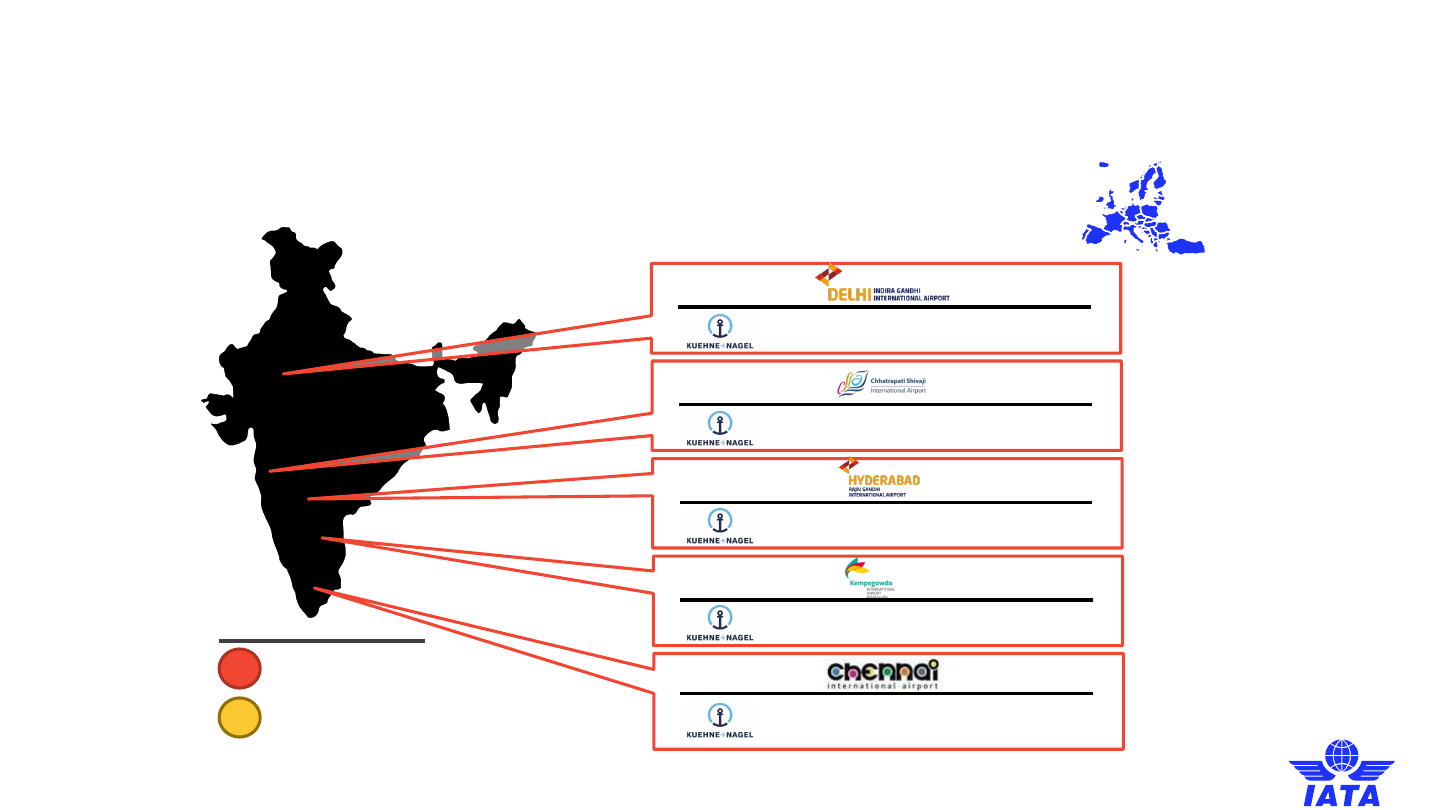 DELHI INDIRA GANDHI
INTERNATIONAL AIRPORT
KUEHNE+NAGEL
Chhatrapati Shivaji
International Airport
KUEHNE+NAGEL
HYDERABAD
RAJIV GANDHI
INTERNATIONAL AIRPORT
KUEHNE+NAGEL
Kempegowda
INTERNATIONAL
AIRPORT
BENGALURU
KUEHNE+NAGEL
chennai
international airport
KUEHNE+NAGEL
IATA